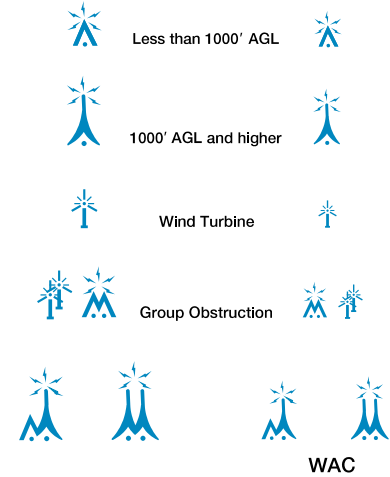 Less than 1000′ AGL
1000′ AGL and higher
Wind Turbine
Group Obstruction
WAC